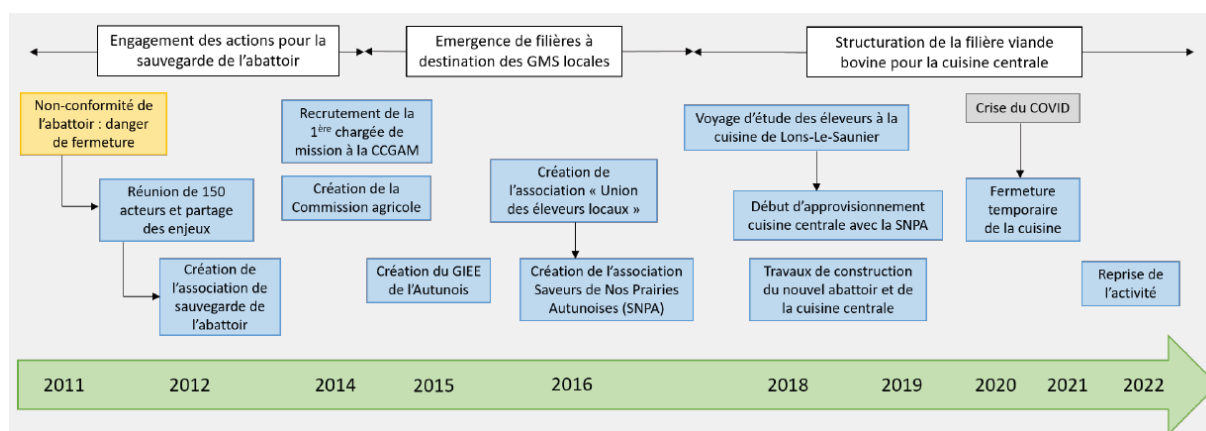 Engagement des actions pour la
sauvegarde de l'abattoir
Emergence de filières à
destination des GMS locales
Structuration de la filière viande
bovine pour la cuisine centrale
Non-conformité de
l'abattoir : danger
de fermeture
Réunion de 150
acteurs et partage
des enjeux
Création de
l'association de
sauvegarde de
l'abattoir
Recrutement de la
1ère chargée de
mission à la CCGAM
Création de la
Commission agricole
Création du GIEE
de l'Autunois
Création de
l'association « Union
des éleveurs locaux »
Création de l'association
Saveurs de Nos Prairies
Autunoises (SNPA)
Voyage d'étude des éleveurs à la
cuisine de Lons-Le-Saunier
Début d'approvisionnement
cuisine centrale avec la SNPA
Travaux de construction
du nouvel abattoir et de
la cuisine centrale
Crise du COVID
Fermeture
temporaire
de la cuisine
Reprise de
l'activité
2011
2012
2014
2015
2016
2018
2019
2020
2021
2022